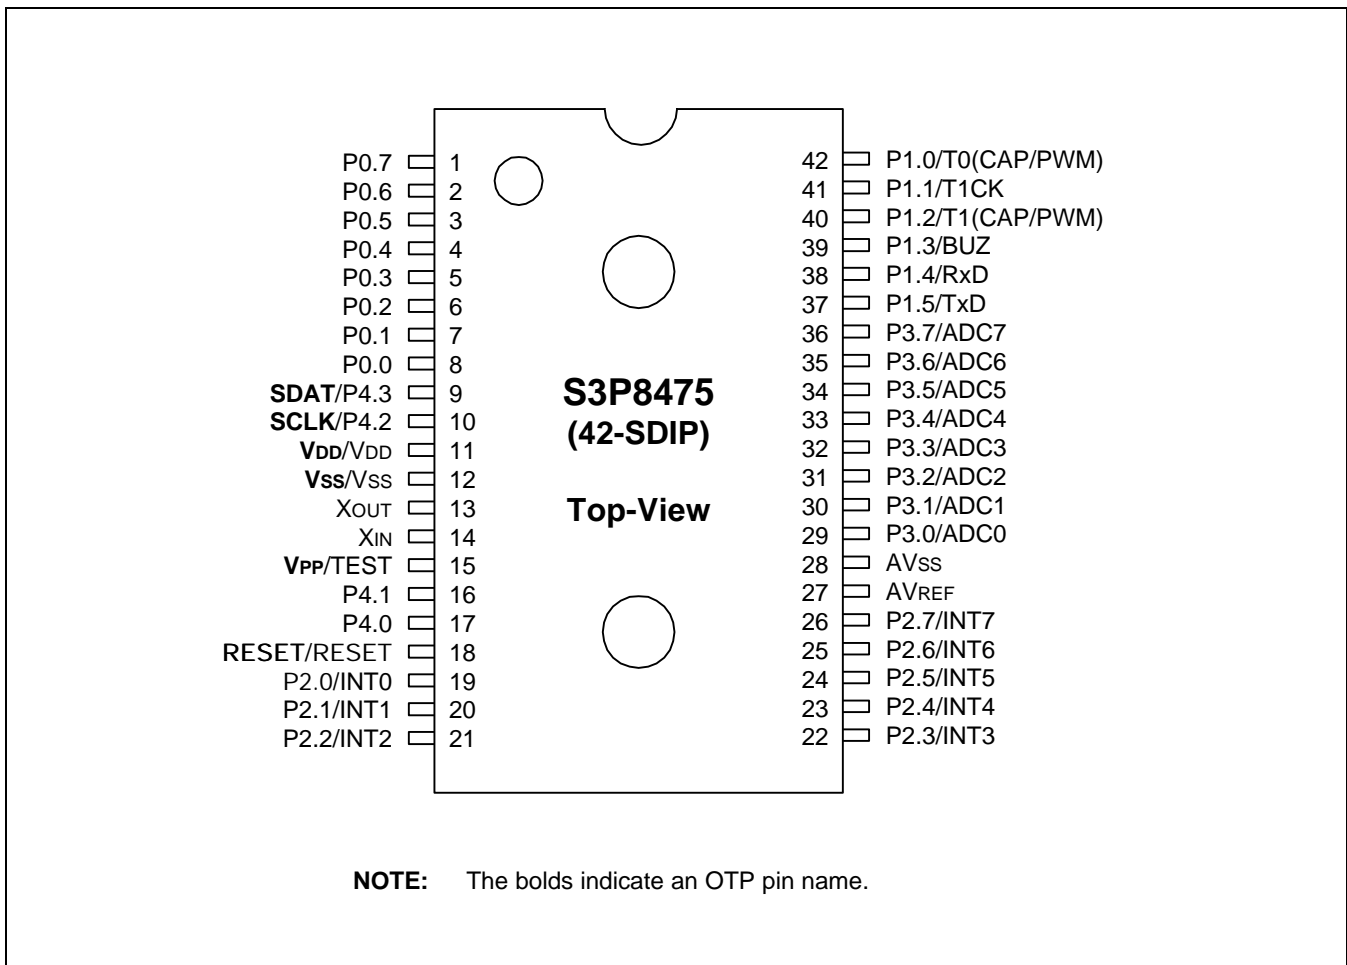 P0.7 1
P0.6 2
P0.5 3
P0.4 4
P0.3 5
P0.2 6
P0.1 7
P0.0 8
SDAT/P4.3 9
SCLK/P4.2 10
VDD/VDD 11
VSS/VSS 12
XOUT 13
XIN 14
VPP/TEST 15
P4.1 16
P4.0 17
RESET/RESET 18
P2.0/INT0 19
P2.1/INT1 20
P2.2/INT2 21
S3P8475
(42-SDIP)
Top-View
42 P1.0/T0(CAP/PWM)
41 P1.1/T1CK
40 P1.2/T1(CAP/PWM)
39 P1.3/BUZ
38 P1.4/RxD
37 P1.5/TxD
36 P3.7/ADC7
35 P3.6/ADC6
34 P3.5/ADC5
33 P3.4/ADC4
32 P3.3/ADC3
31 P3.2/ADC2
30 P3.1/ADC1
29 P3.0/ADC0
28 AVSS
27 AVREF
26 P2.7/INT7
25 P2.6/INT6
24 P2.5/INT5
23 P2.4/INT4
22 P2.3/INT3
NOTE: The bolds indicate an OTP pin name.